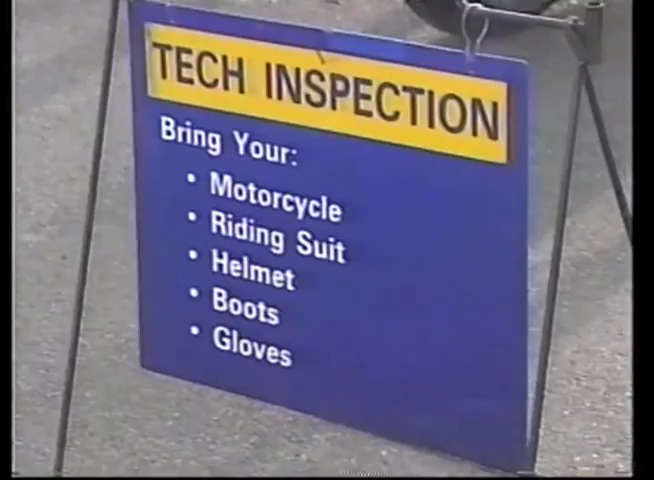 TECH INSPECTION
Bring Your:
• Motorcycle
• Riding Suit
• Helmet
• Boots
• Gloves